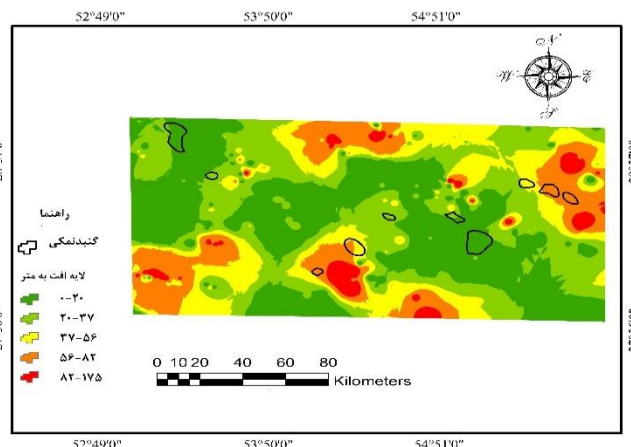 52°49'0" 53°50'0" 54°51'0"
N
W
S
راهنما
گنبدنمکی
لایه افت به متر
۰-۲۰
۲۰-۳۷
۳۷-۵۶
۵۶-۸۲
۸۲-۱۷۵
0 10 20 40 60 80
Kilometers
52°49'0" 53°50'0" 54°51'0"